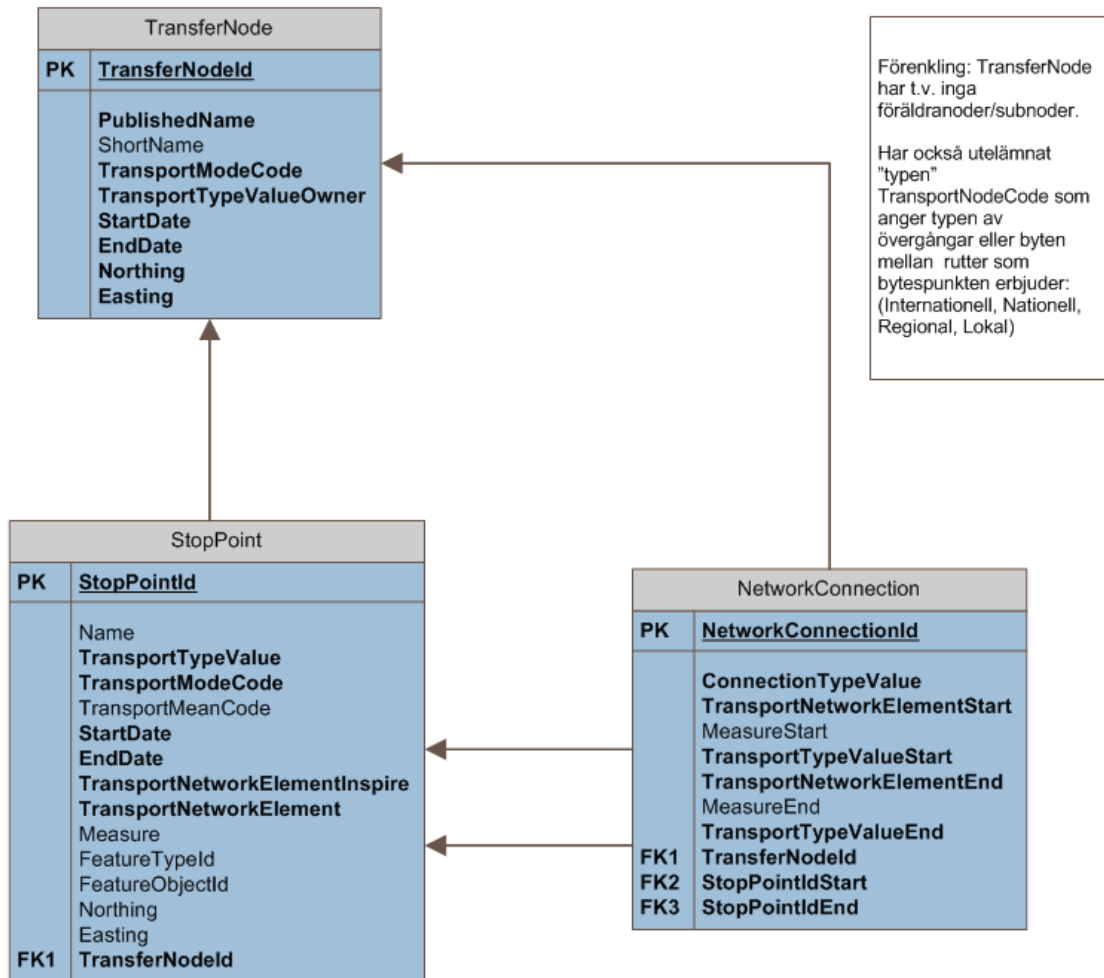 TransferNode
PK TransferNodeId
PublishedName
ShortName
TransportModeCode
TransportTypeValueOwner
StartDate
EndDate
Northing
Easting
Förenkling: TransferNode
har t.v. inga
föräldranoder/subnoder.
Har också utelämnat
”typen”
TransportNodeCode som
anger typen av
övergångar eller byten
mellan rutter som
bytespunkten erbjuder:
(Internationell, Nationell,
Regional, Lokal)
StopPoint
PK StopPointId
Name
TransportTypeValue
TransportModeCode
TransportMeanCode
StartDate
EndDate
TransportNetworkElementInspire
TransportNetworkElement
Measure
FeatureTypeId
FeatureObjectId
Northing
Easting
FK1 TransferNodeId
NetworkConnection
PK NetworkConnectionId
ConnectionTypeValue
TransportNetworkElementStart
MeasureStart
TransportTypeValueStart
TransportNetworkElementEnd
MeasureEnd
TransportTypeValueEnd
FK1 TransferNodeId
FK2 StopPointIdStart
FK3 StopPointIdEnd